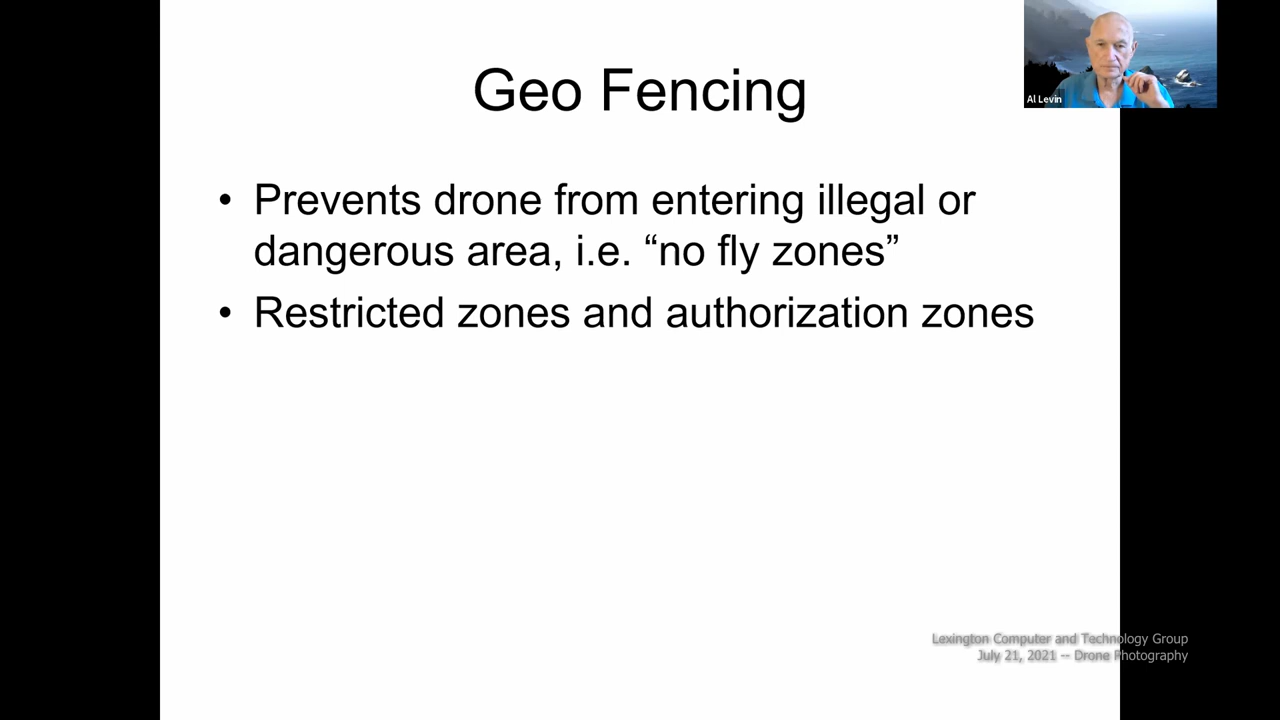 Geo Fencing
Al Levin
• Prevents drone from entering illegal or
dangerous area, i.e. “no fly zones”
• Restricted zones and authorization zones
Lexington Computer and Technology Group
July 21, 2021 -- Drone Photography